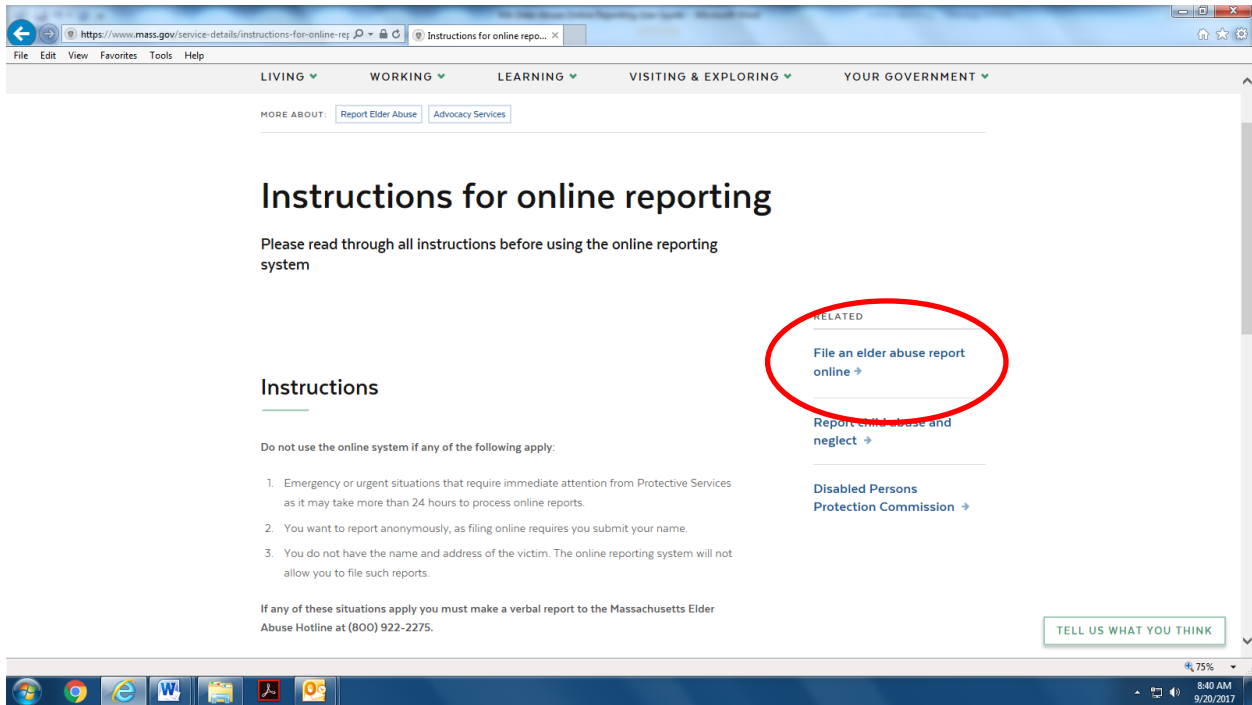 https://www.mass.gov/service-details/instructions-for-online-rep
Instructions for online repo...
File Edit View Favorites Tools Help
LIVING WORKING LEARNING VISITING & EXPLORING YOUR GOVERNMENT
MORE ABOUT: Report Elder Abuse Advocacy Services
Instructions for online reporting
Please read through all instructions before using the online reporting
system
RELATED
File an elder abuse report
online
Report child abuse and
neglect
Disabled Persons
Protection Commission
Instructions
Do not use the online system if any of the following apply:
1. Emergency or urgent situations that require immediate attention from Protective Services
as it may take more than 24 hours to process online reports.
2. You want to report anonymously, as filing online requires you submit your name.
3. You do not have the name and address of the victim. The online reporting system will not
allow you to file such reports.
If any of these situations apply you must make a verbal report to the Massachusetts Elder
Abuse Hotline at (800) 922-2275.
TELL US WHAT YOU THINK
75%
8:40 AM
9/20/2017